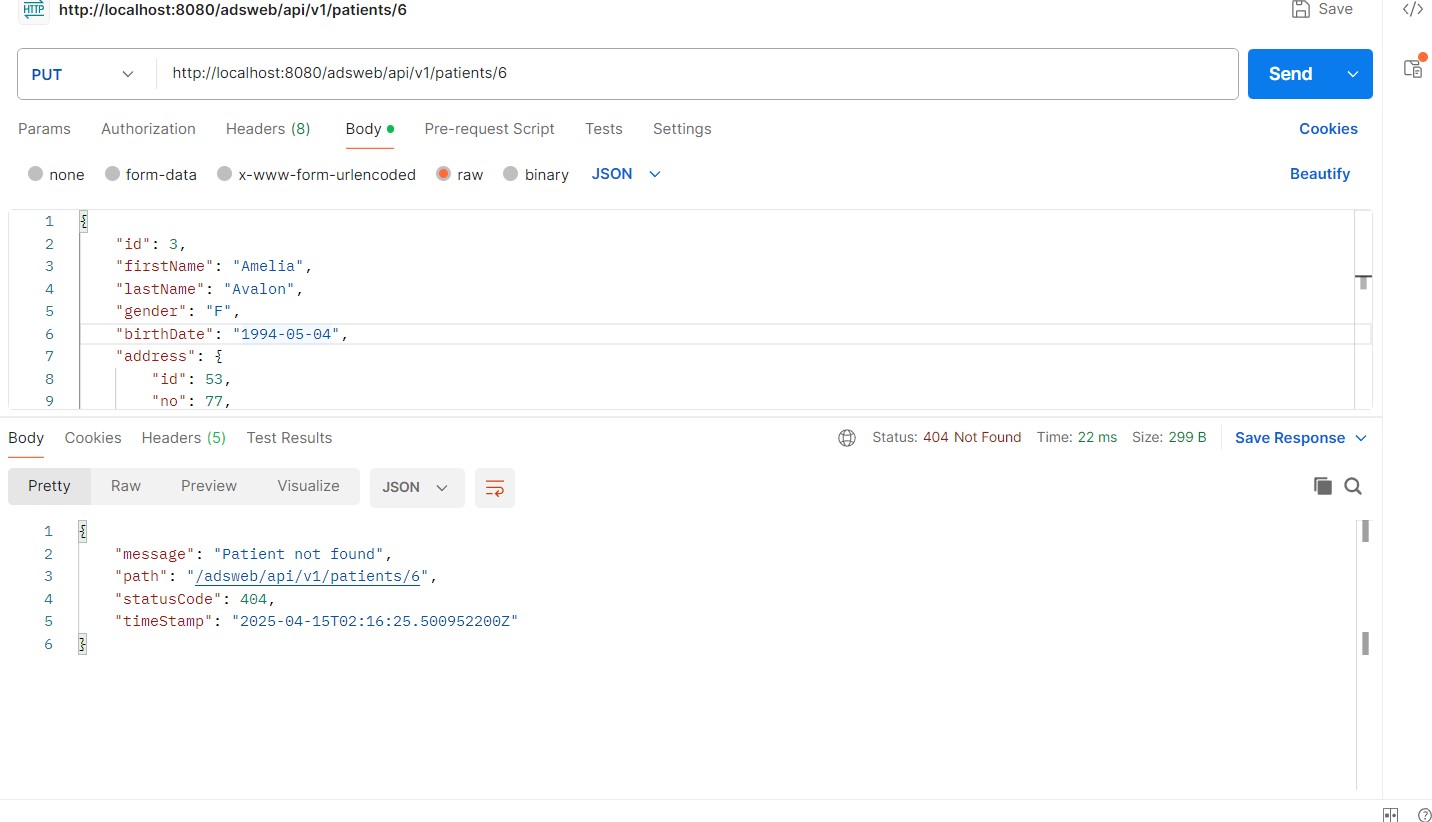 HTTP http://localhost:8080/adsweb/api/v1/patients/6 Save </>
PUT http://localhost:8080/adsweb/api/v1/patients/6 Send
Params Authorization Headers (8) Body Pre-request Script Tests Settings Cookies
none form-data x-www-form-urlencoded raw binary JSON Beautify
1 {
2 "id": 3,
3 "firstName": "Amelia",
4 "lastName": "Avalon",
5 "gender": "F",
6 "birthDate": "1994-05-04",
7 "address": {
8 "id": 53,
9 "no": 77,
Body Cookies Headers (5) Test Results Status: 404 Not Found Time: 22 ms Size: 299 B Save Response
Pretty Raw Preview Visualize JSON
1 {
2 "message": "Patient not found",
3 "path": "/adsweb/api/v1/patients/6",
4 "statusCode": 404,
5 "timeStamp": "2025-04-15T02:16:25.500952200Z"
6 }